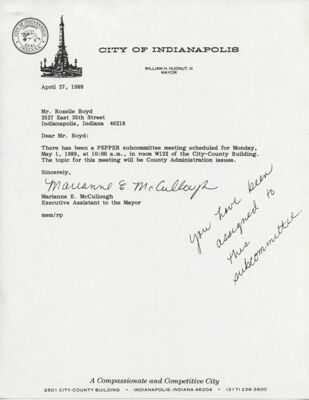 CITY OF INDIANAPOLIS
WILLIAM H. HUDNUT, III
MAYOR
April 27, 1989
Mr. Rozelle Boyd
2527 East 35th Street
Indianapolis, Indiana 46218
Dear Mr. Boyd:
There has been a PEPPER subcommittee meeting scheduled for Monday,
May 1, 1989, at 10:00 a.m., in room W122 of the City-County Building.
The topic for this meeting will be County Administration issues.
Sincerely,
Marianne E McCullough
Marianne E. McCullough
Executive Assistant to the Mayor
mem/rp
You have been
assigned to
this
subcommittee.
A Compassionate and Competitive City
2501 CITY-COUNTY BUILDING • INDIANAPOLIS, INDIANA 46204 • (317) 236-3600